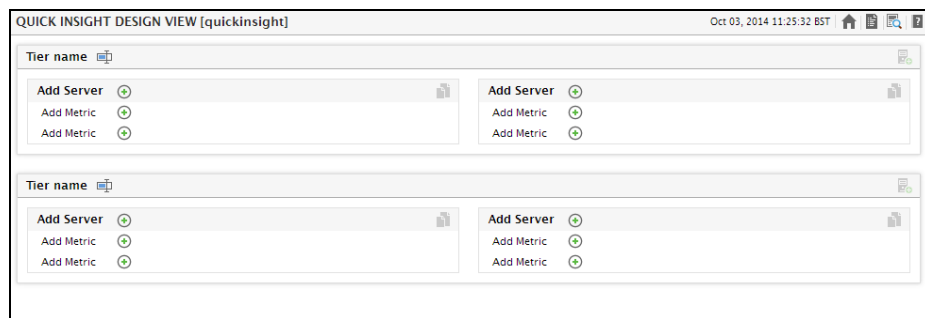 QUICK INSIGHT DESIGN VIEW [quickinsight]
Oct 03, 2014 11:25:32 BST
Tier name
Add Server
Add Metric
Add Metric
Add Server
Add Metric
Add Metric
Tier name
Add Server
Add Metric
Add Metric
Add Server
Add Metric
Add Metric